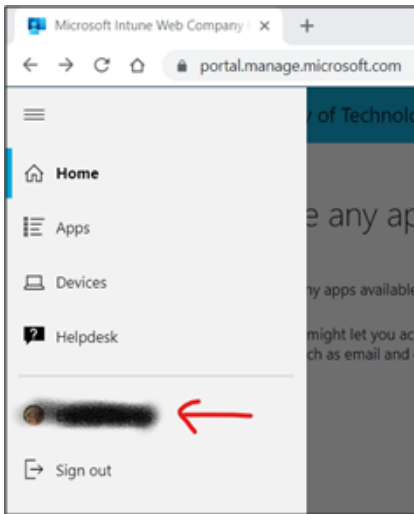 Microsoft Intune Web Company
portal.manage.microsoft.com
y of Technolo
Home
e any ap
Apps
Devices
ny apps available
Helpdesk
might let you ac
ch as email and
Sign out